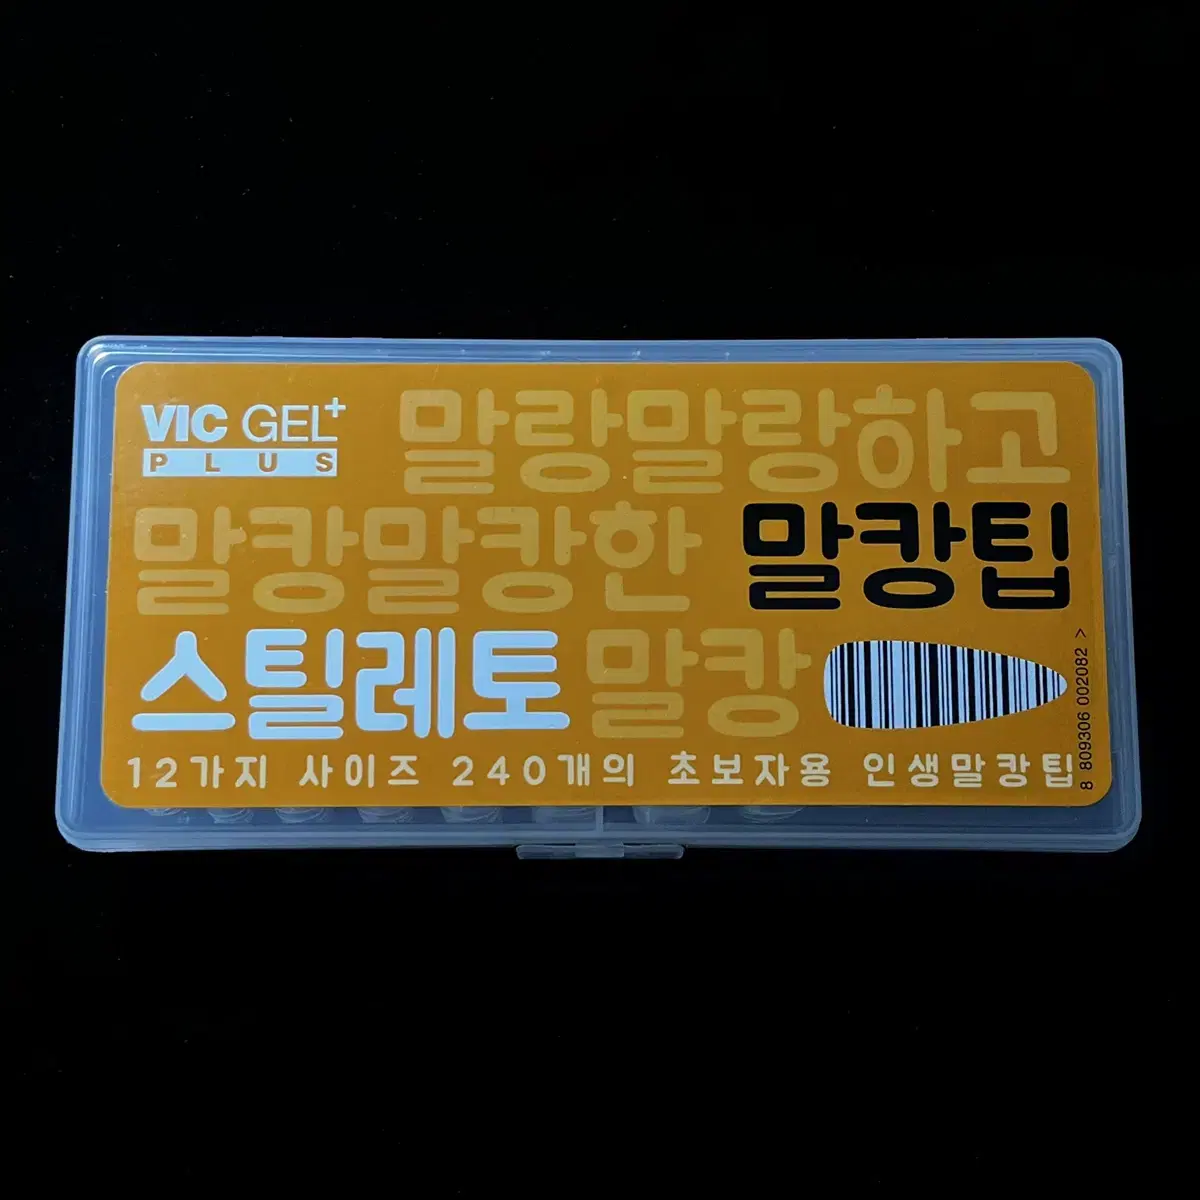 VIC GEL+
PLUS
말랑말랑하고
말캉말캉한 말캉팁
스틸레토 말캉
12가지 사이즈 240개의 초보자용 인생말캉팁
8 809306 002082 >